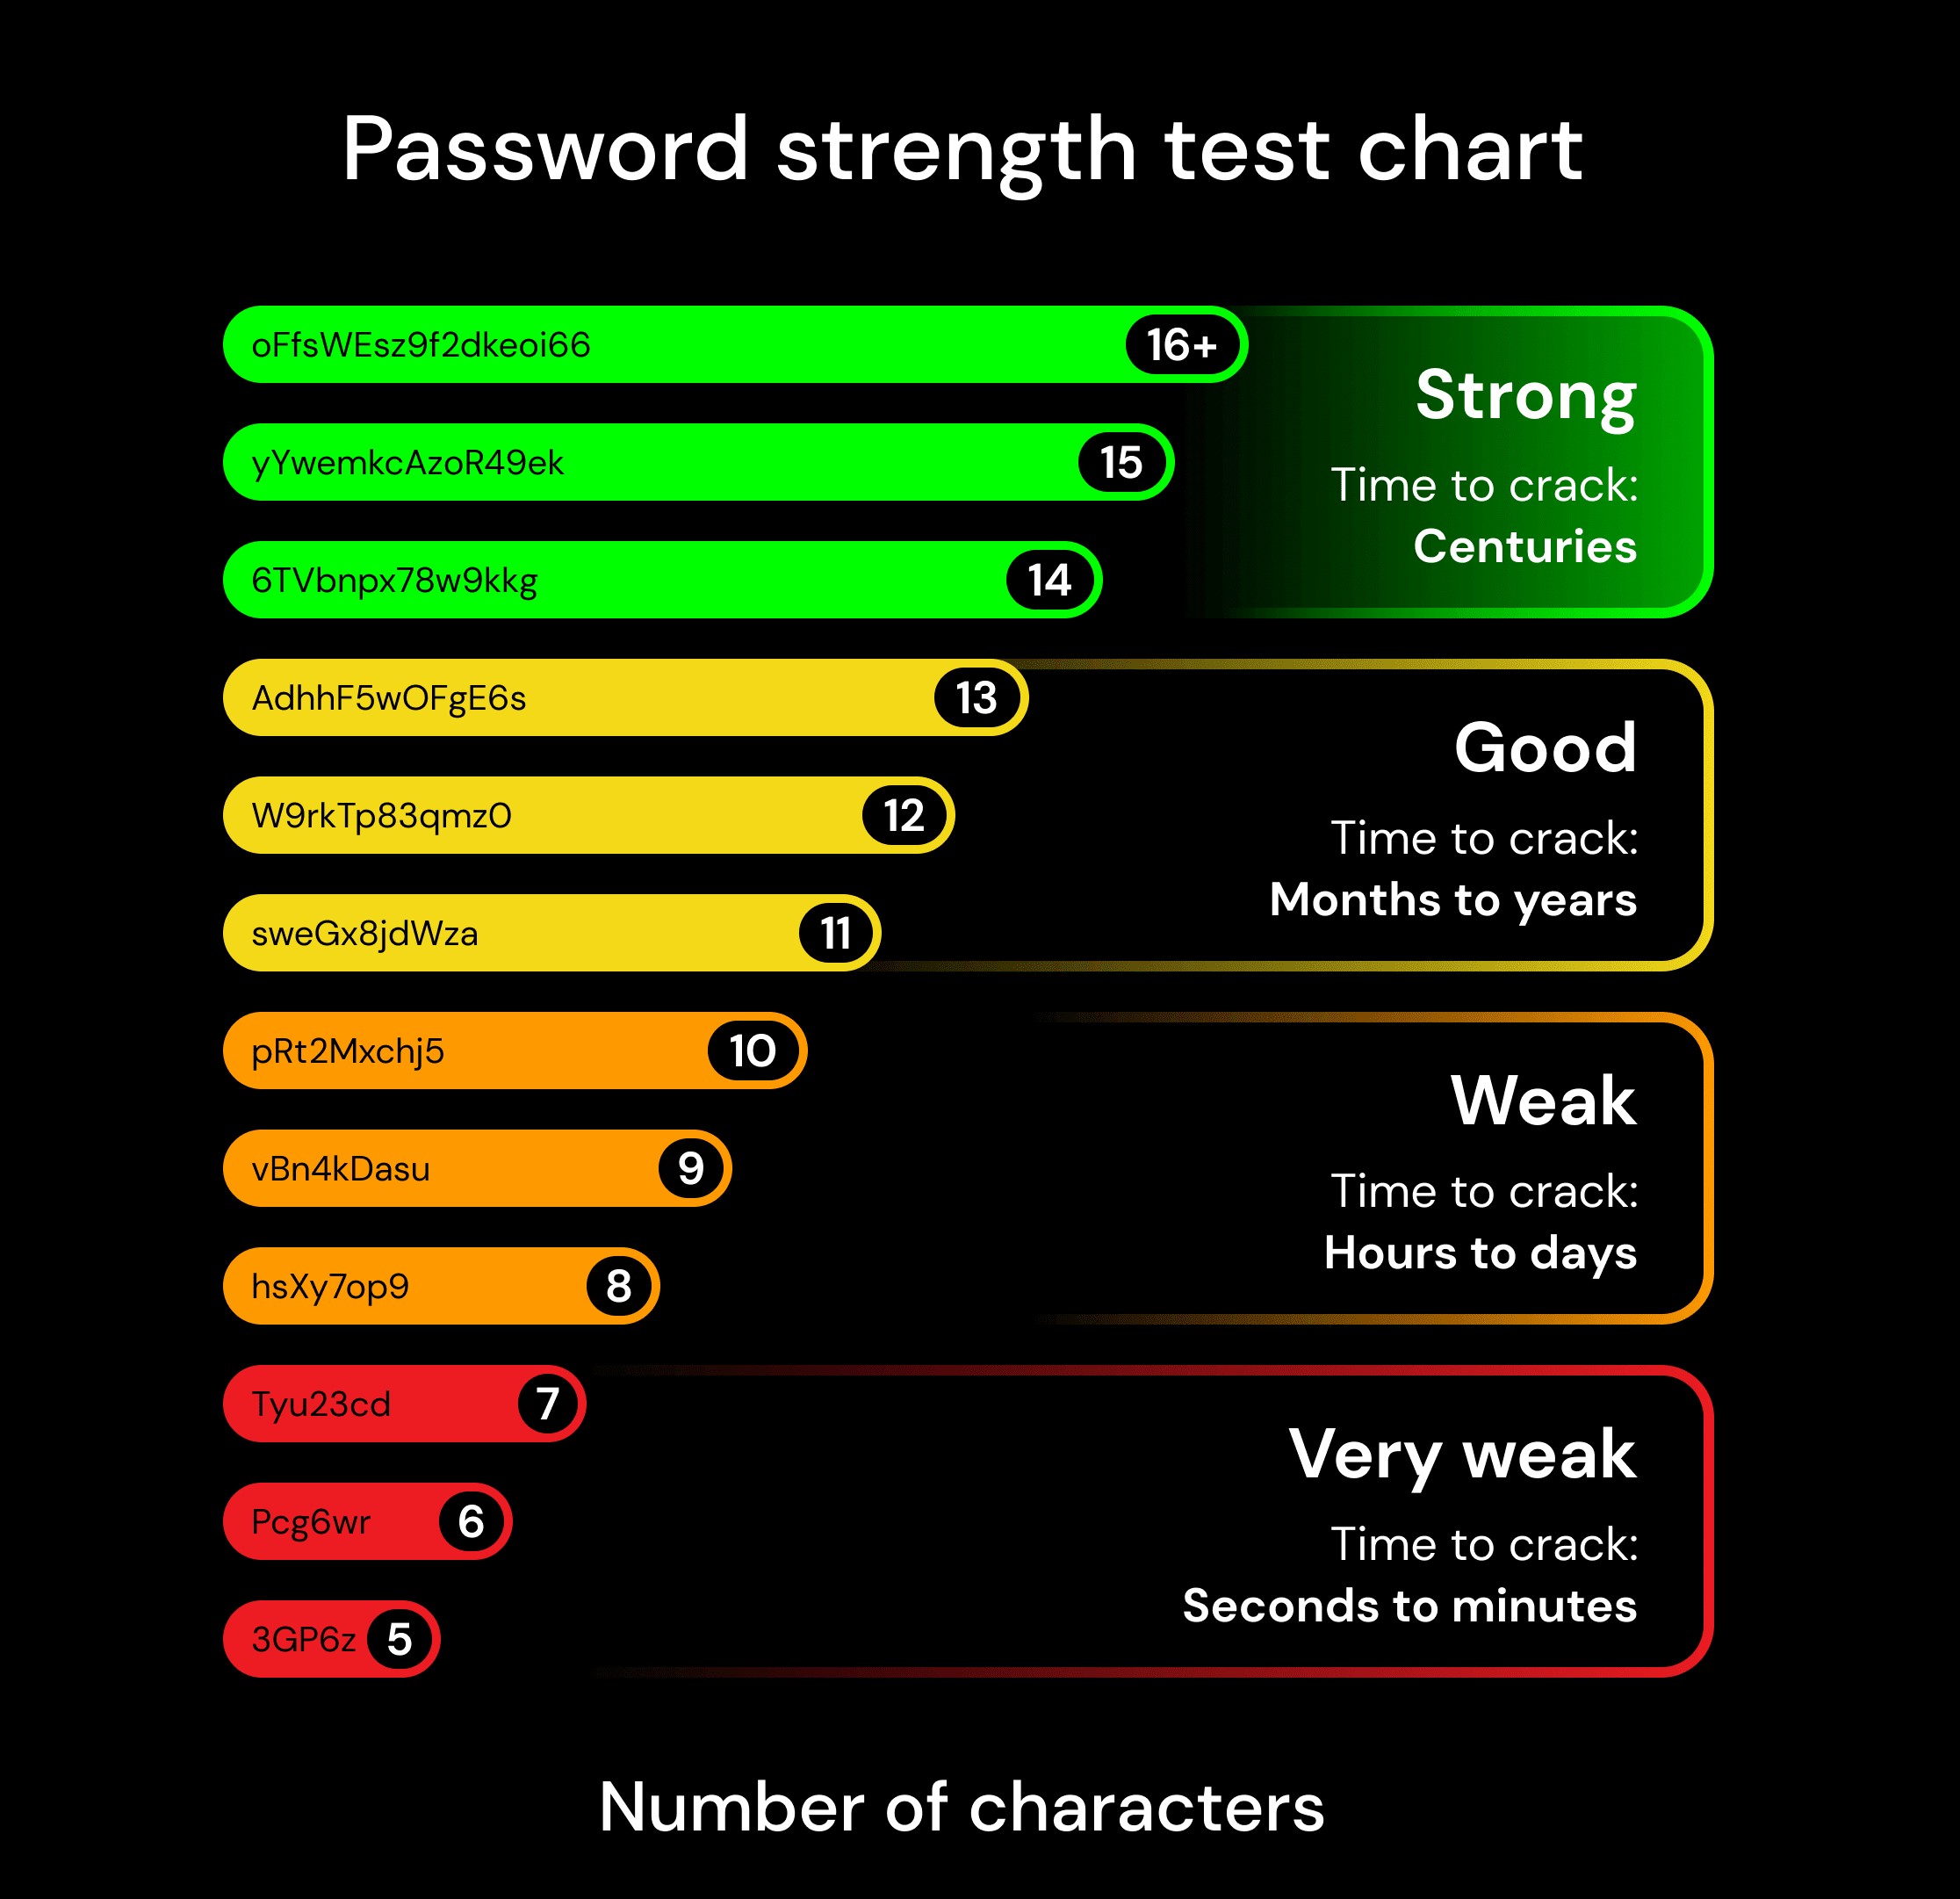 Password strength test chart
oFfsWEsz9f2dkeoi66
16+
yYwemkcAzoR49ek
15
6TVbnpx78w9kkg
14
Strong
Time to crack:
Centuries
AdhhF5wOFgE6s
13
W9rkTp83qmz0
12
sweGx8jdWza
11
Good
Time to crack:
Months to years
pRt2Mxchj5
10
vBn4kDasu
9
hsXy7op9
8
Weak
Time to crack:
Hours to days
Tyu23cd
7
Pcg6wr
6
3GP6z
5
Very weak
Time to crack:
Seconds to minutes
Number of characters